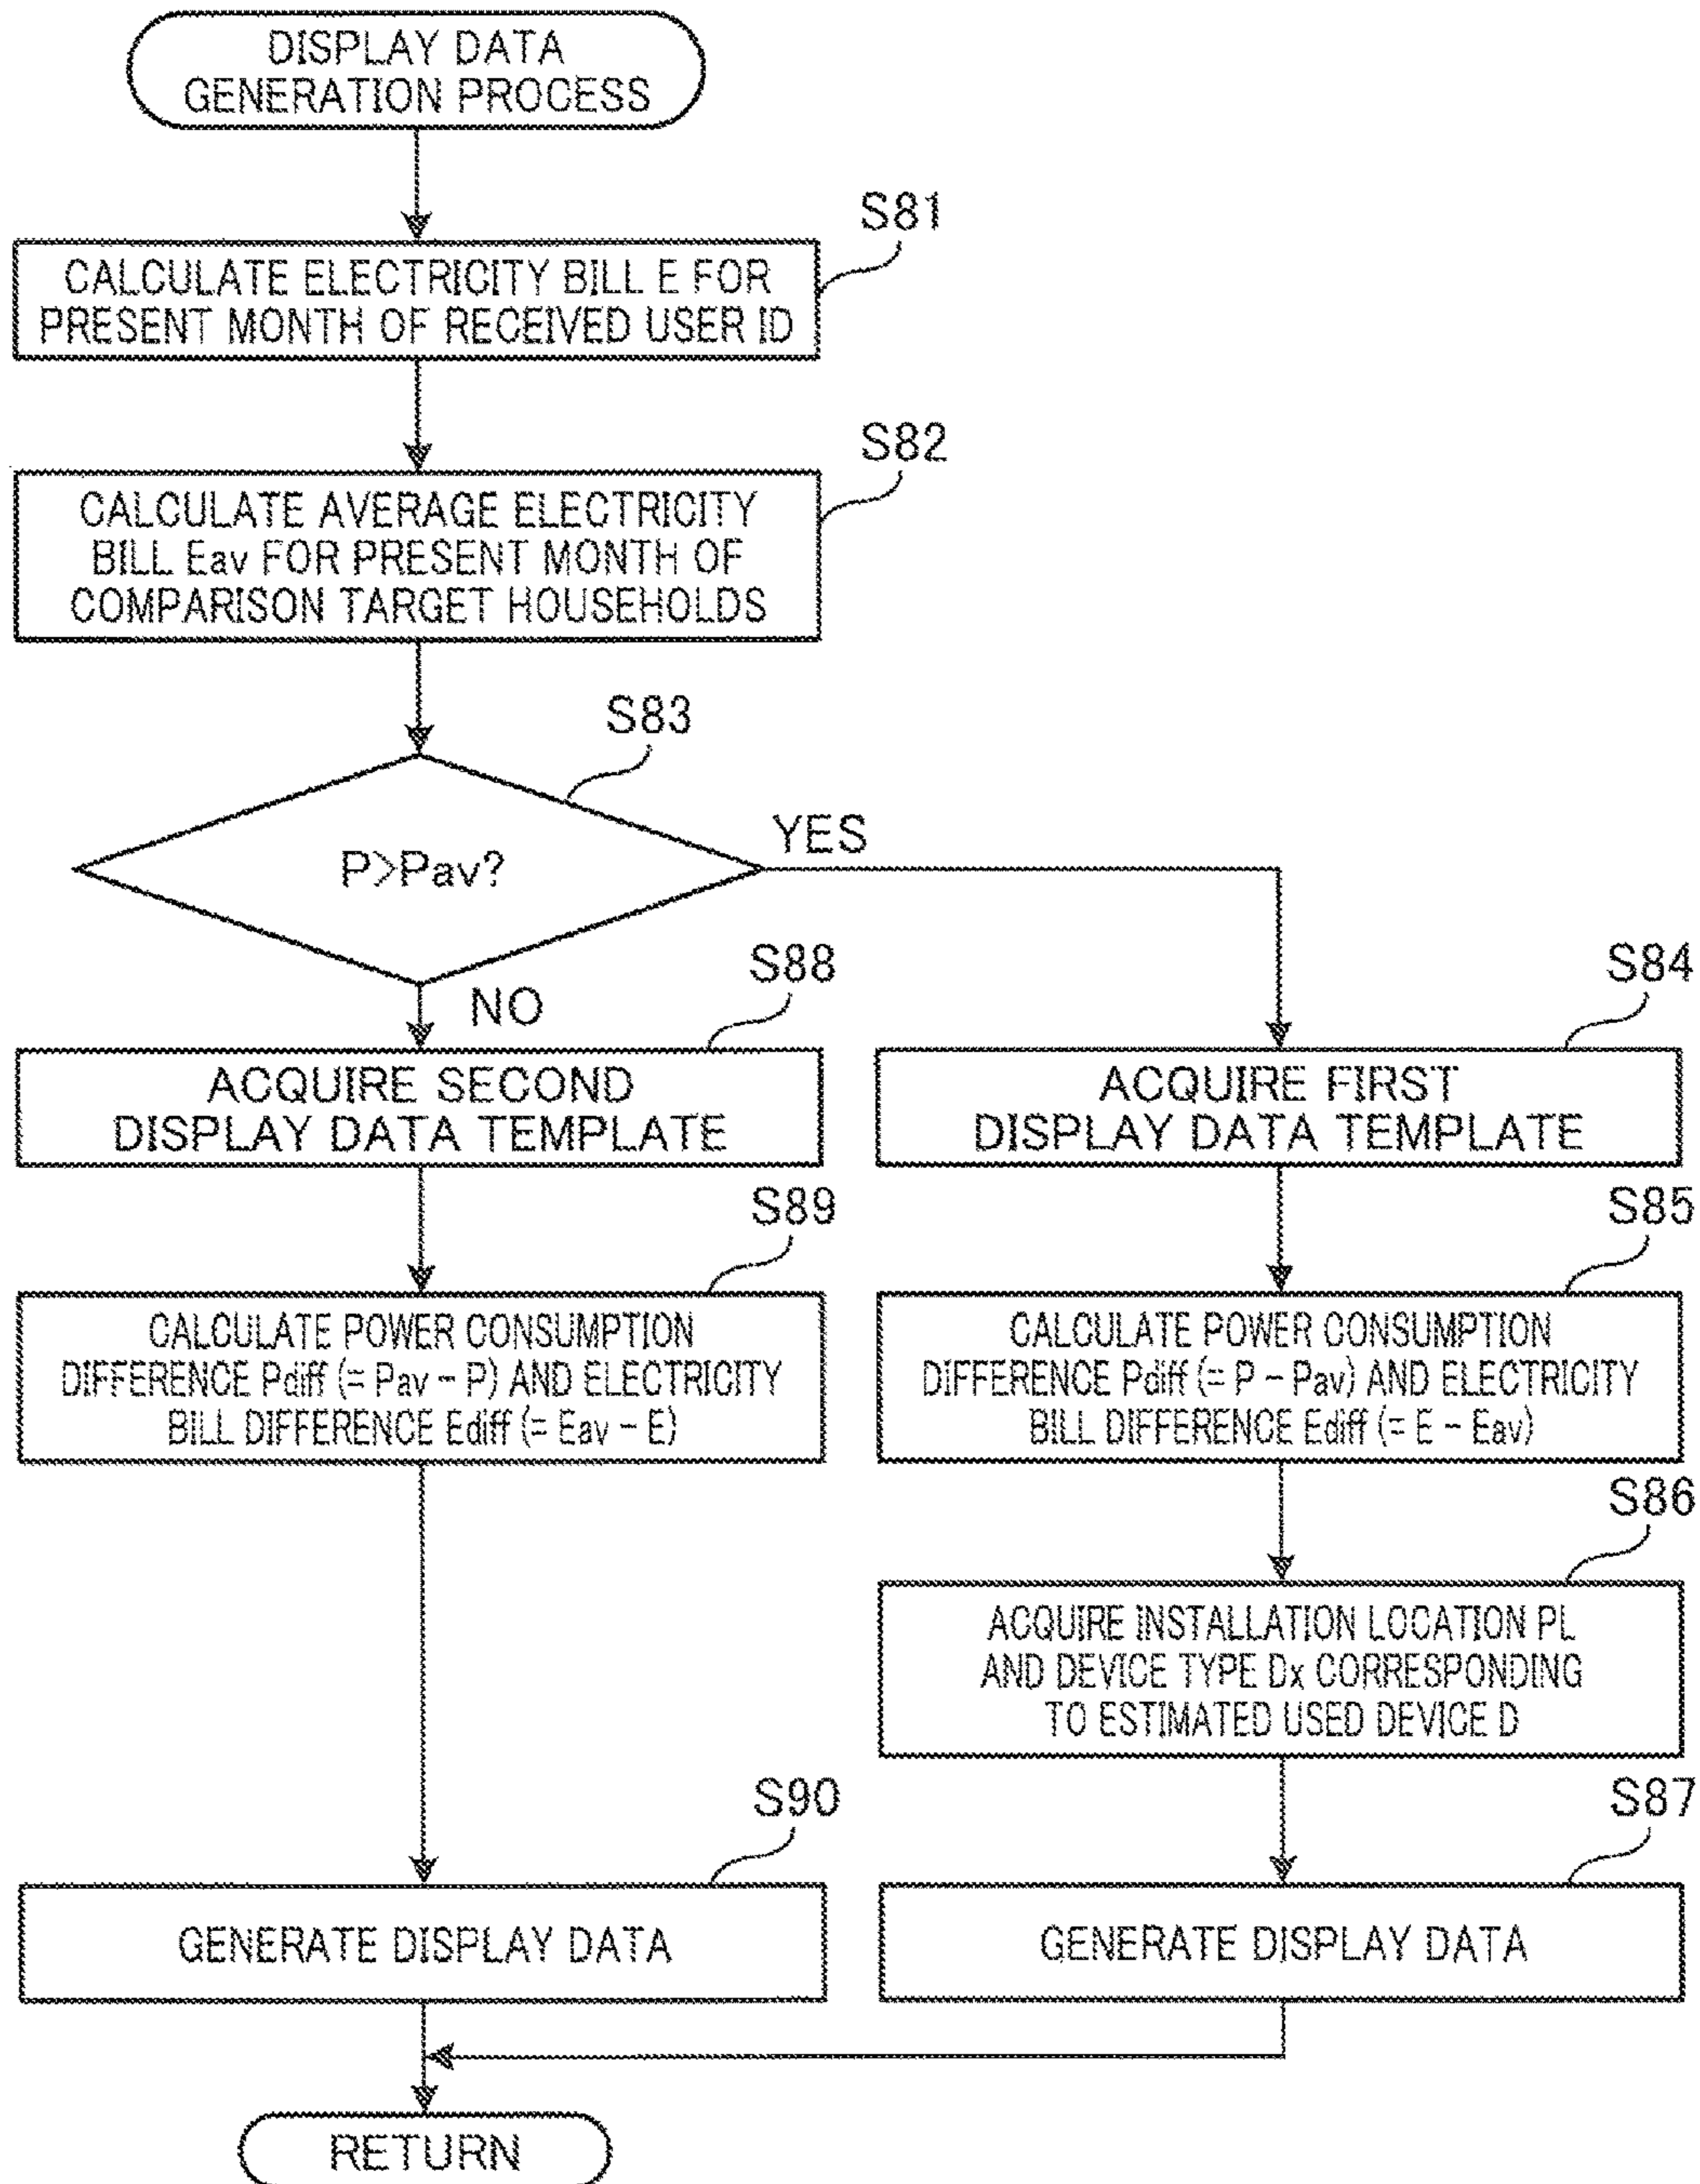 DISPLAY DATA
GENERATION PROCESS
S81
CALCULATE ELECTRICITY BILL E FOR
PRESENT MONTH OF RECEIVED USER ID
S82
CALCULATE AVERAGE ELECTRICITY
BILL Eav FOR PRESENT MONTH OF
COMPARISON TARGET HOUSEHOLDS
S83
P>Pav?
YES
NO
S88
ACQUIRE SECOND
DISPLAY DATA TEMPLATE
S89
CALCULATE POWER CONSUMPTION
DIFFERENCE Pdiff (= Pav − P) AND ELECTRICITY
BILL DIFFERENCE Ediff (= Eav − E)
S90
GENERATE DISPLAY DATA
S84
ACQUIRE FIRST
DISPLAY DATA TEMPLATE
S85
CALCULATE POWER CONSUMPTION
DIFFERENCE Pdiff (= P − Pav) AND ELECTRICITY
BILL DIFFERENCE Ediff (= E − Eav)
S86
ACQUIRE INSTALLATION LOCATION PL
AND DEVICE TYPE Dx CORRESPONDING
TO ESTIMATED USED DEVICE D
S87
GENERATE DISPLAY DATA
RETURN